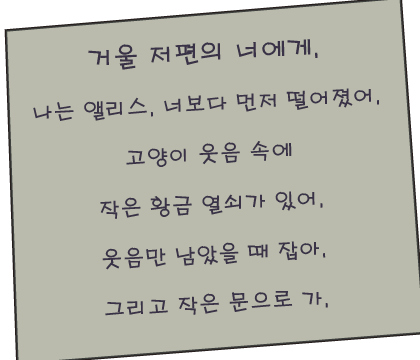 거울 저편의 너에게,
나는 앨리스, 너보다 먼저 떨어졌어,
고양이 웃음 속에
작은 황금 열쇠가 있어,
웃음만 남았을 때 잡아,
그리고 작은 문으로 가,